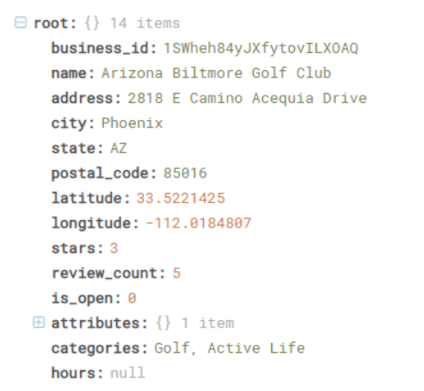 root: {} 14 items
business_id: 1SWheh84yJXfytovILXOAQ
name: Arizona Biltmore Golf Club
address: 2818 E Camino Acequia Drive
city: Phoenix
state: AZ
postal_code: 85016
latitude: 33.5221425
longitude: -112.0184807
stars: 3
review_count: 5
is_open: 0
attributes: {} 1 item
categories: Golf, Active Life
hours: null